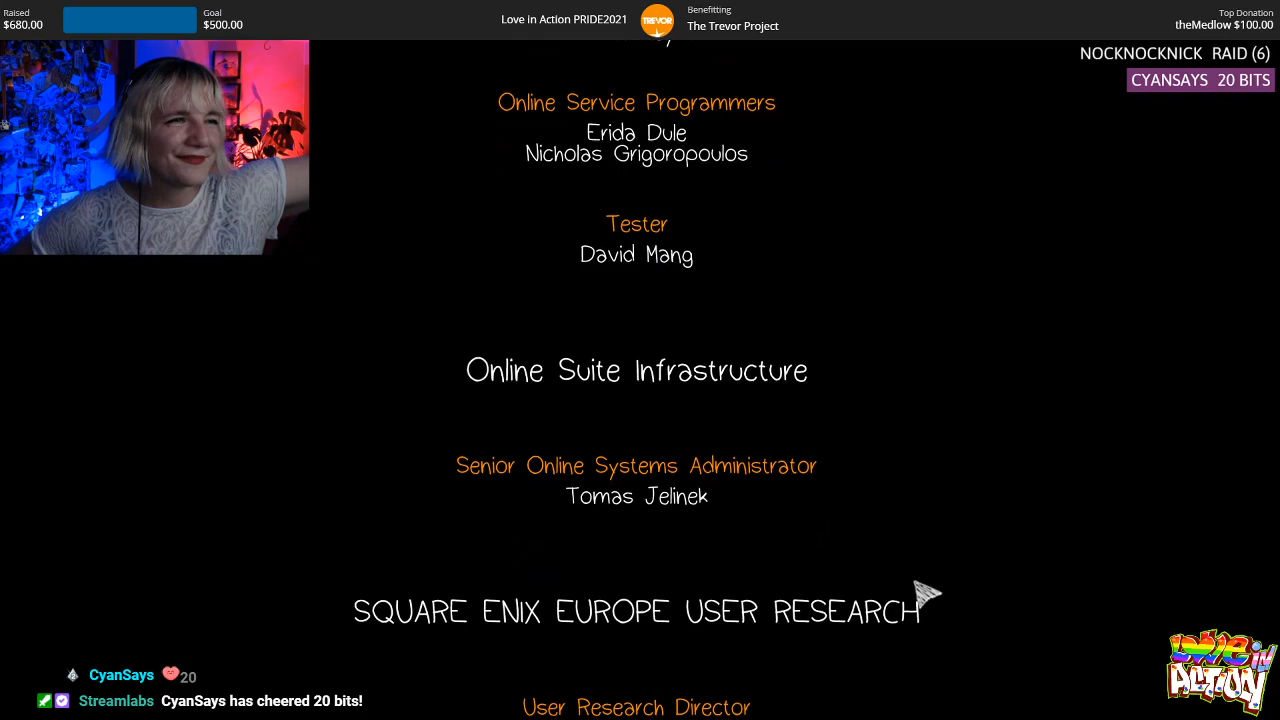 Raised
$680.00
Goal
$500.00
Love in Action PRIDE2021
TREVOR
Benefitting
The Trevor Project
Top Donation
theMedlow $100.00
NOCKNOCKNICK RAID (6)
CYANSAYS 20 BITS
Online Service Programmers
Erida Dule
Nicholas Grigoropoulos
Tester
David Mang
Online Suite Infrastructure
Senior Online Systems Administrator
Tomas Jelinek
SQUARE ENIX EUROPE USER RESEARCH
User Research Director
CyanSays 20
Streamlabs CyanSays has cheered 20 bits!
LOVE IN
ACTION